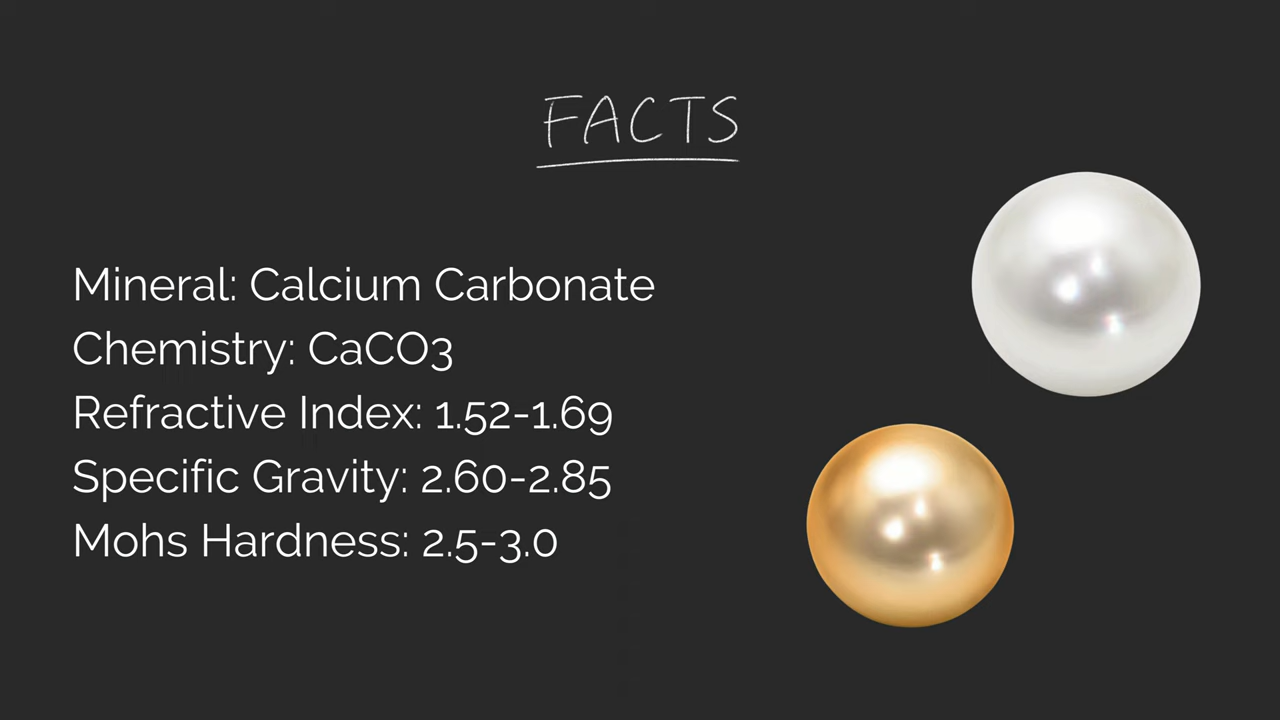 FACTS
Mineral: Calcium Carbonate
Chemistry: CaCO3
Refractive Index: 1.52-1.69
Specific Gravity: 2.60-2.85
Mohs Hardness: 2.5-3.0